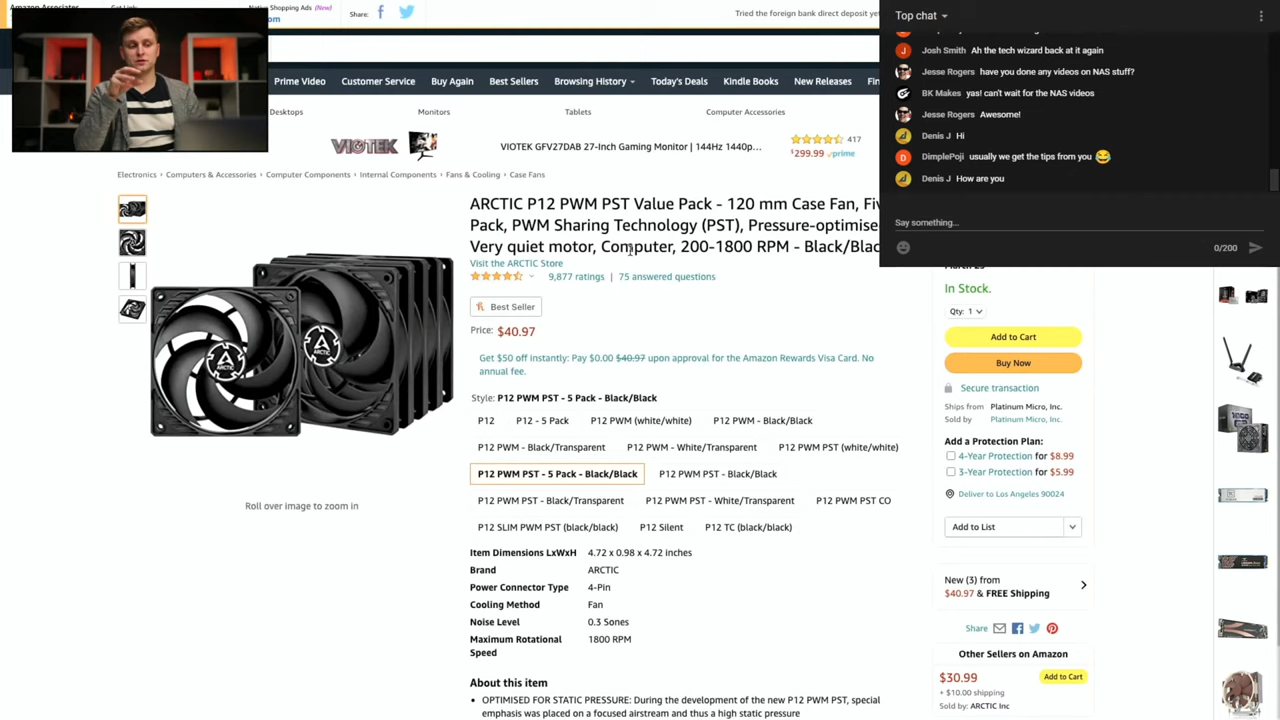 Amazon Associates
Get Link:
Native Shopping Ads (New)
Share:
Tried the foreign bank direct deposit yet
Prime Video
Customer Service
Buy Again
Best Sellers
Browsing History
Today's Deals
Kindle Books
New Releases
Desktops
Monitors
Tablets
Computer Accessories
VIOTEK
VIOTEK GFV27DAB 27-Inch Gaming Monitor | 144Hz 1440p...
417
$299.99 prime
Electronics › Computers & Accessories › Computer Components › Internal Components › Fans & Cooling › Case Fans
ARCTIC P12 PWM PST Value Pack - 120 mm Case Fan,
Pack, PWM Sharing Technology (PST), Pressure-optimise
Very quiet motor, Computer, 200-1800 RPM - Black/Blac
Visit the ARCTIC Store
9,877 ratings | 75 answered questions
Best Seller
Price: $40.97
Get $50 off instantly: Pay $0.00 $40.97 upon approval for the Amazon Rewards Visa Card. No
annual fee.
Style: P12 PWM PST - 5 Pack - Black/Black
P12
P12 - 5 Pack
P12 PWM (white/white)
P12 PWM - Black/Black
P12 PWM - Black/Transparent
P12 PWM - White/Transparent
P12 PWM PST (white/white)
P12 PWM PST - 5 Pack - Black/Black
P12 PWM PST - Black/Black
P12 PWM PST - Black/Transparent
P12 PWM PST - White/Transparent
P12 PWM PST CO
P12 SLIM PWM PST (black/black)
P12 Silent
P12 TC (black/black)
Item Dimensions LxWxH 4.72 x 0.98 x 4.72 inches
Brand ARCTIC
Power Connector Type 4-Pin
Cooling Method Fan
Noise Level 0.3 Sones
Maximum Rotational 1800 RPM
Speed
About this item
• OPTIMISED FOR STATIC PRESSURE: During the development of the new P12 PWM PST, special
emphasis was placed on a focused airstream and thus a high static pressure
Roll over image to zoom in
Top chat
Josh Smith Ah the tech wizard back at it again
Jesse Rogers have you done any videos on NAS stuff?
BK Makes yas! can't wait for the NAS videos
Jesse Rogers Awesome!
Denis J Hi
DimplePoji usually we get the tips from you 😂
Denis J How are you
Say something...
0/200
In Stock.
Qty: 1
Add to Cart
Buy Now
Secure transaction
Ships from Platinum Micro, Inc.
Sold by Platinum Micro, Inc.
Add a Protection Plan:
4-Year Protection for $8.99
3-Year Protection for $5.99
Deliver to Los Angeles 90024
Add to List
New (3) from
$40.97 & FREE Shipping
Share
Other Sellers on Amazon
$30.99
Add to Cart
+ $10.00 shipping
Sold by: ARCTIC Inc